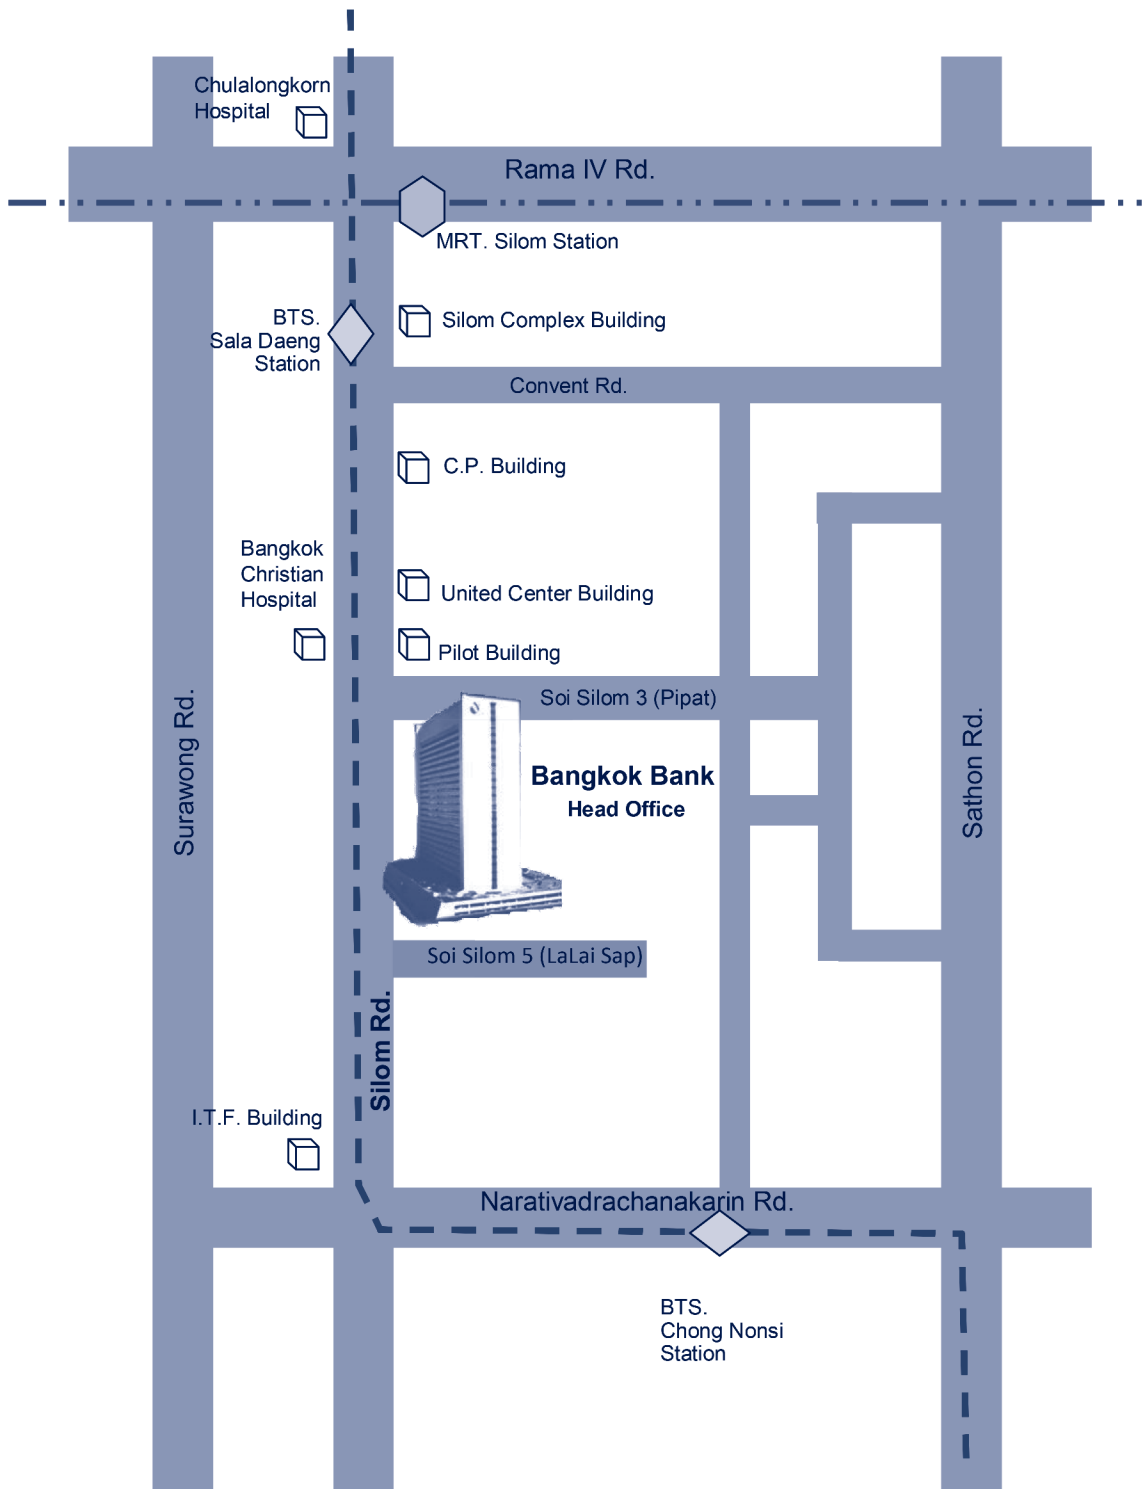 Chulalongkorn
Hospital
Rama IV Rd.
MRT. Silom Station
BTS.
Sala Daeng
Station
Silom Complex Building
Convent Rd.
C.P. Building
Bangkok
Christian
Hospital
United Center Building
Pilot Building
Soi Silom 3 (Pipat)
Surawong Rd.
Bangkok Bank
Head Office
Sathon Rd.
Soi Silom 5 (LaLai Sap)
Silom Rd.
I.T.F. Building
Narativadrachanakarin Rd.
BTS.
Chong Nonsi
Station